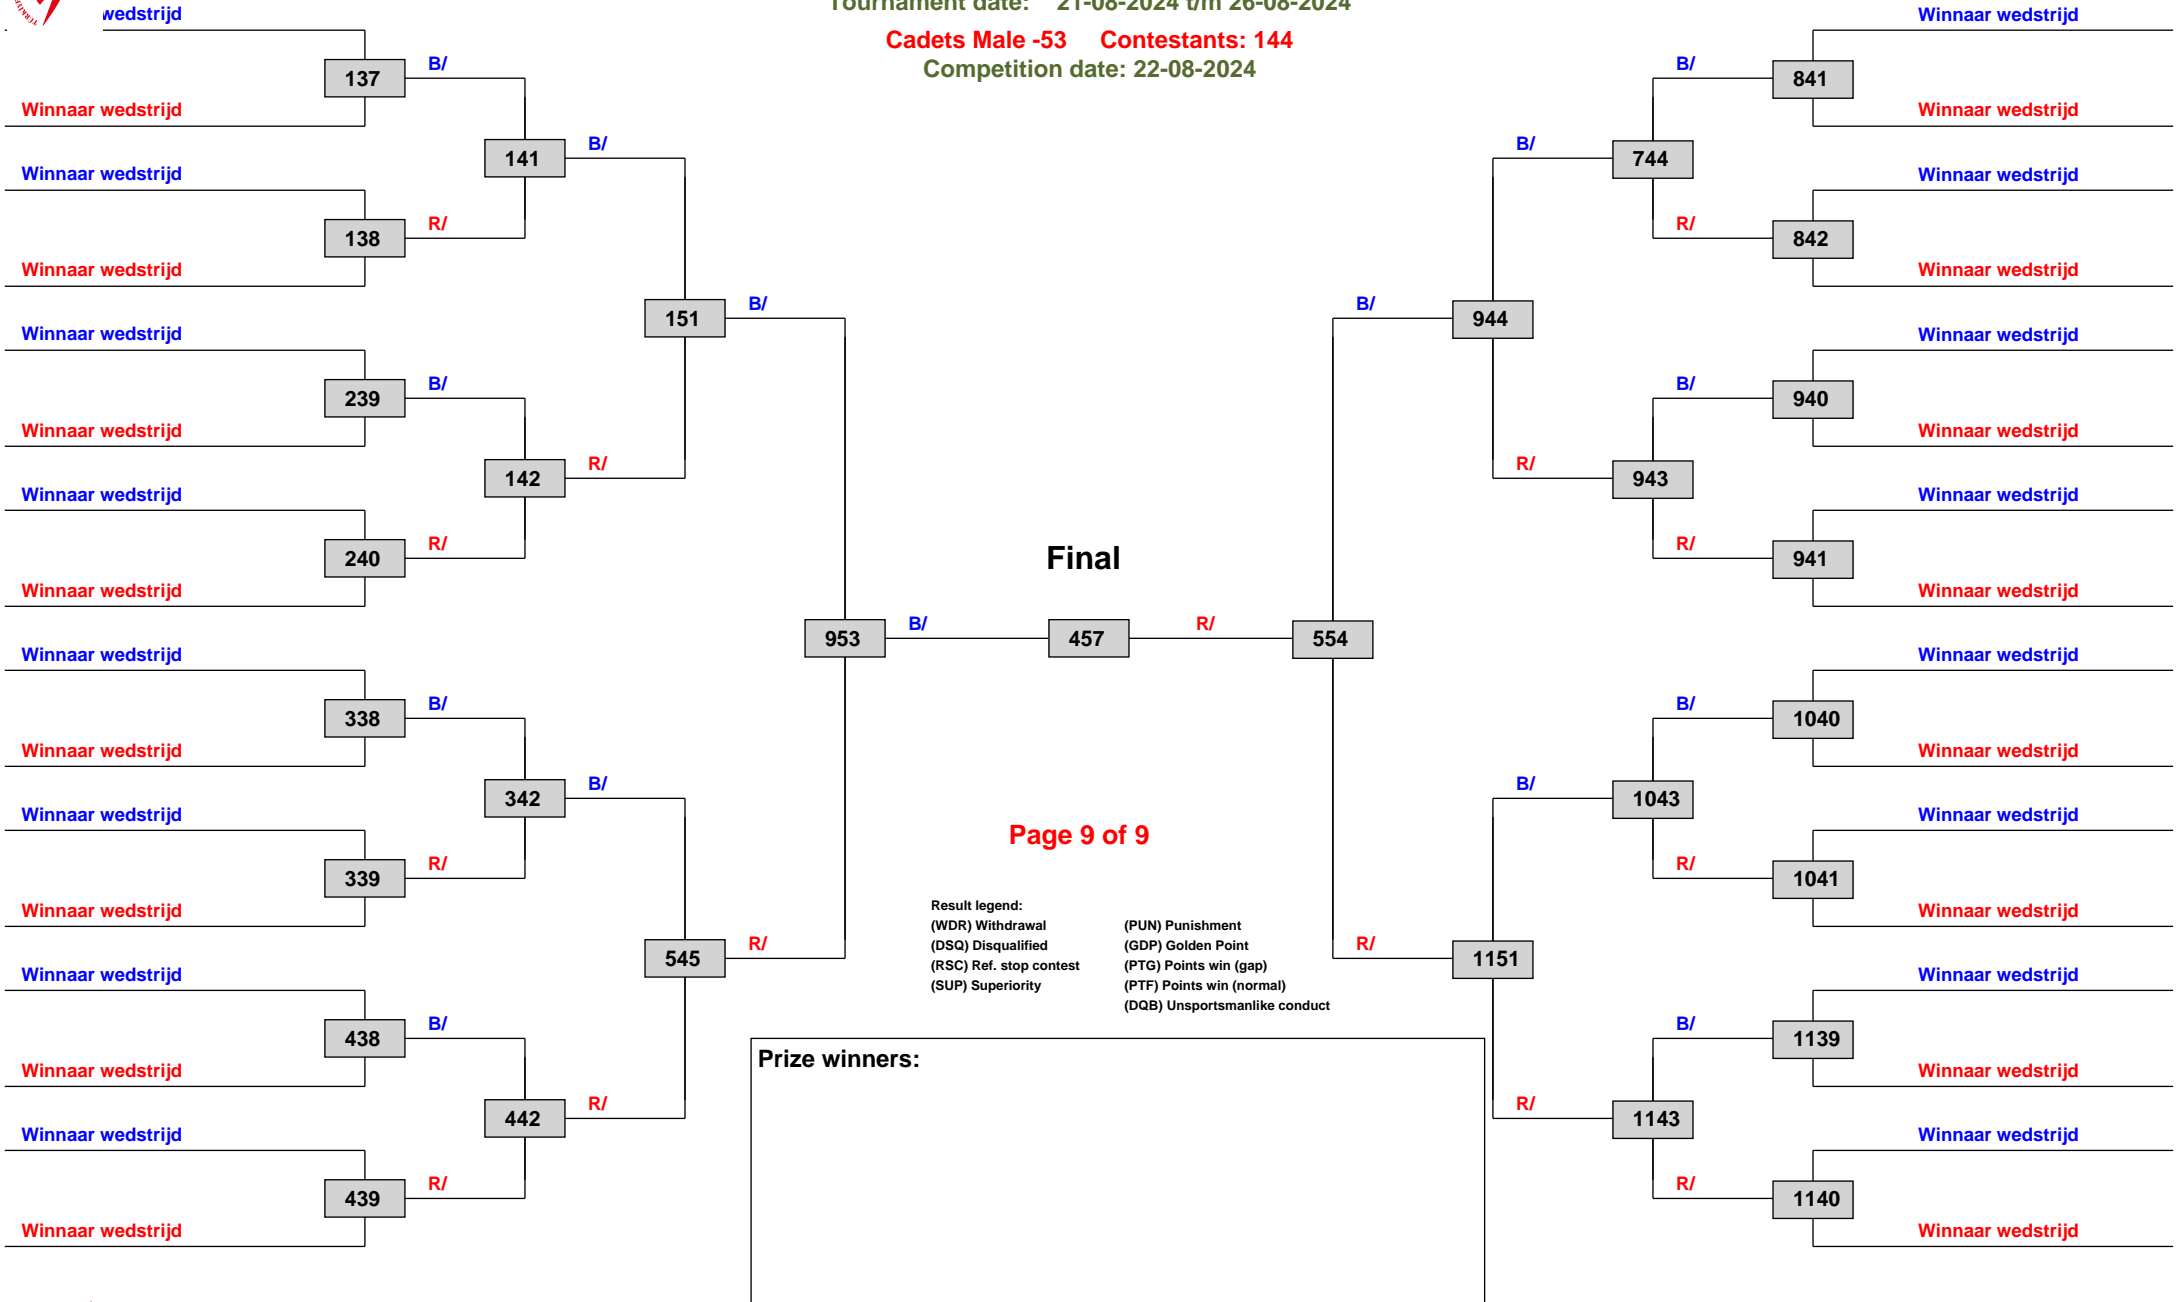 Tournament date: 21-08-2024 t/m 26-08-2024
Cadets Male -53 Contestants: 144
Competition date: 22-08-2024
wedstrijd
137
B/
Winnaar wedstrijd
141
B/
Winnaar wedstrijd
138
R/
Winnaar wedstrijd
151
B/
Winnaar wedstrijd
239
B/
Winnaar wedstrijd
142
R/
Winnaar wedstrijd
240
R/
Winnaar wedstrijd
953
B/
Winnaar wedstrijd
338
B/
Winnaar wedstrijd
342
B/
Winnaar wedstrijd
339
R/
Winnaar wedstrijd
545
R/
Winnaar wedstrijd
438
B/
Winnaar wedstrijd
442
R/
Winnaar wedstrijd
439
R/
Winnaar wedstrijd
Final
457
R/
554
Winnaar wedstrijd
B/
841
Winnaar wedstrijd
B/
744
Winnaar wedstrijd
R/
842
Winnaar wedstrijd
B/
944
Winnaar wedstrijd
B/
940
Winnaar wedstrijd
R/
943
Winnaar wedstrijd
R/
941
Winnaar wedstrijd
Winnaar wedstrijd
B/
1040
Winnaar wedstrijd
B/
1043
Winnaar wedstrijd
R/
1041
Winnaar wedstrijd
R/
1151
Winnaar wedstrijd
B/
1139
Winnaar wedstrijd
R/
1143
Winnaar wedstrijd
R/
1140
Winnaar wedstrijd
Page 9 of 9
Result legend:
(WDR) Withdrawal (PUN) Punishment
(DSQ) Disqualified (GDP) Golden Point
(RSC) Ref. stop contest (PTG) Points win (gap)
(SUP) Superiority (PTF) Points win (normal)
(DQB) Unsportsmanlike conduct
Prize winners: